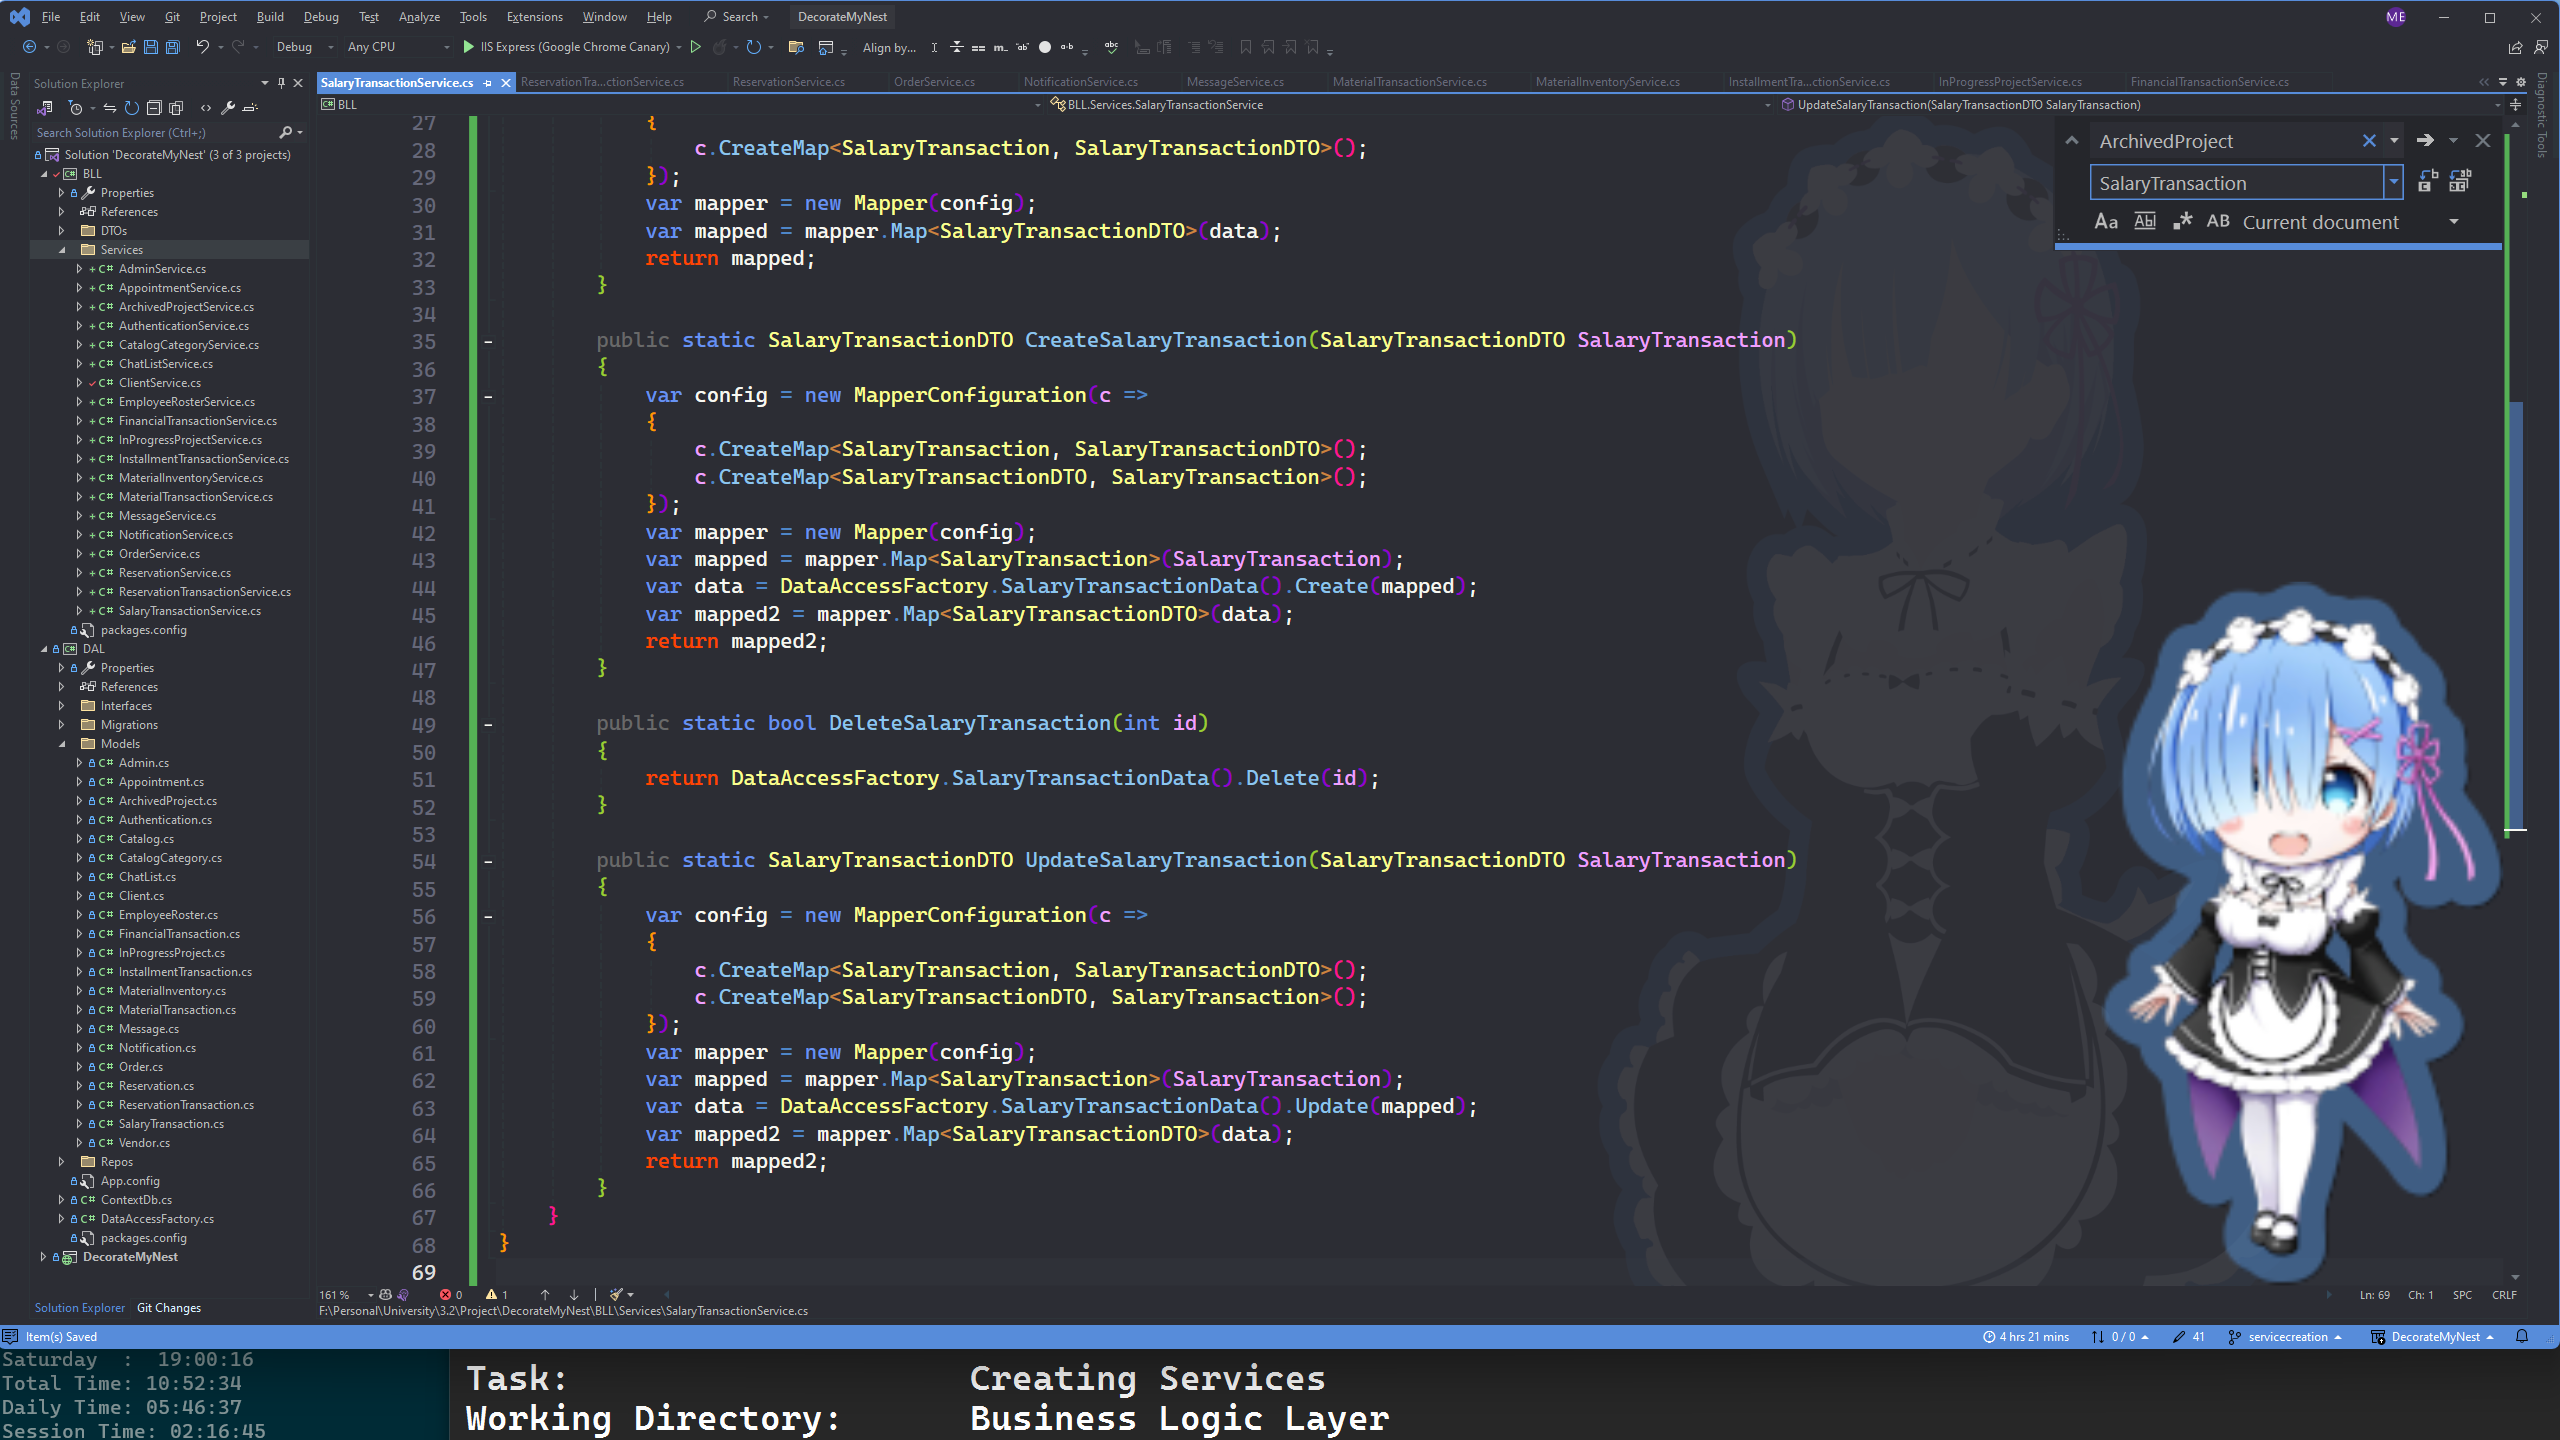 File Edit View Git Project Build Debug Test Analyze Tools Extensions Window Help Search DecorateMyNest ME
Debug Any CPU IIS Express (Google Chrome Canary) Align by...
Data Sources
Solution Explorer
Search Solution Explorer (Ctrl+;)
Solution 'DecorateMyNest' (3 of 3 projects)
BLL
Properties
References
DTOs
Services
AdminService.cs
AppointmentService.cs
ArchivedProjectService.cs
AuthenticationService.cs
CatalogCategoryService.cs
ChatListService.cs
ClientService.cs
EmployeeRosterService.cs
FinancialTransactionService.cs
InProgressProjectService.cs
InstallmentTransactionService.cs
MaterialInventoryService.cs
MaterialTransactionService.cs
MessageService.cs
NotificationService.cs
OrderService.cs
ReservationService.cs
ReservationTransactionService.cs
SalaryTransactionService.cs
packages.config
DAL
Properties
References
Interfaces
Migrations
Models
Admin.cs
Appointment.cs
ArchivedProject.cs
Authentication.cs
Catalog.cs
CatalogCategory.cs
ChatList.cs
Client.cs
EmployeeRoster.cs
FinancialTransaction.cs
InProgressProject.cs
InstallmentTransaction.cs
MaterialInventory.cs
MaterialTransaction.cs
Message.cs
Notification.cs
Order.cs
Reservation.cs
ReservationTransaction.cs
SalaryTransaction.cs
Vendor.cs
Repos
App.config
ContextDb.cs
DataAccessFactory.cs
packages.config
DecorateMyNest
Solution Explorer Git Changes
SalaryTransactionService.cs ReservationTra...ctionService.cs ReservationService.cs OrderService.cs NotificationService.cs MessageService.cs MaterialTransactionService.cs MaterialInventoryService.cs InstallmentTra...ctionService.cs InProgressProjectService.cs FinancialTransactionService.cs
BLL BLL.Services.SalaryTransactionService UpdateSalaryTransaction(SalaryTransactionDTO SalaryTransaction)
Diagnostic Tools
ArchivedProject
SalaryTransaction
Aa Abl .* AB Current document
27 {
28 c.CreateMap<SalaryTransaction, SalaryTransactionDTO>();
29 });
30 var mapper = new Mapper(config);
31 var mapped = mapper.Map<SalaryTransactionDTO>(data);
32 return mapped;
33 }
34
35 public static SalaryTransactionDTO CreateSalaryTransaction(SalaryTransactionDTO SalaryTransaction)
36 {
37 var config = new MapperConfiguration(c =>
38 {
39 c.CreateMap<SalaryTransaction, SalaryTransactionDTO>();
40 c.CreateMap<SalaryTransactionDTO, SalaryTransaction>();
41 });
42 var mapper = new Mapper(config);
43 var mapped = mapper.Map<SalaryTransaction>(SalaryTransaction);
44 var data = DataAccessFactory.SalaryTransactionData().Create(mapped);
45 var mapped2 = mapper.Map<SalaryTransactionDTO>(data);
46 return mapped2;
47 }
48
49 public static bool DeleteSalaryTransaction(int id)
50 {
51 return DataAccessFactory.SalaryTransactionData().Delete(id);
52 }
53
54 public static SalaryTransactionDTO UpdateSalaryTransaction(SalaryTransactionDTO SalaryTransaction)
55 {
56 var config = new MapperConfiguration(c =>
57 {
58 c.CreateMap<SalaryTransaction, SalaryTransactionDTO>();
59 c.CreateMap<SalaryTransactionDTO, SalaryTransaction>();
60 });
61 var mapper = new Mapper(config);
62 var mapped = mapper.Map<SalaryTransaction>(SalaryTransaction);
63 var data = DataAccessFactory.SalaryTransactionData().Update(mapped);
64 var mapped2 = mapper.Map<SalaryTransactionDTO>(data);
65 return mapped2;
66 }
67 }
68 }
69
161 % 0 1 Ln: 69 Ch: 1 SPC CRLF
F:\Personal\University\3.2\Project\DecorateMyNest\BLL\Services\SalaryTransactionService.cs
Item(s) Saved 4 hrs 21 mins 0 / 0 41 servicecreation DecorateMyNest
Saturday : 19:00:16
Total Time: 10:52:34
Daily Time: 05:46:37
Session Time: 02:16:45
Task: Creating Services
Working Directory: Business Logic Layer